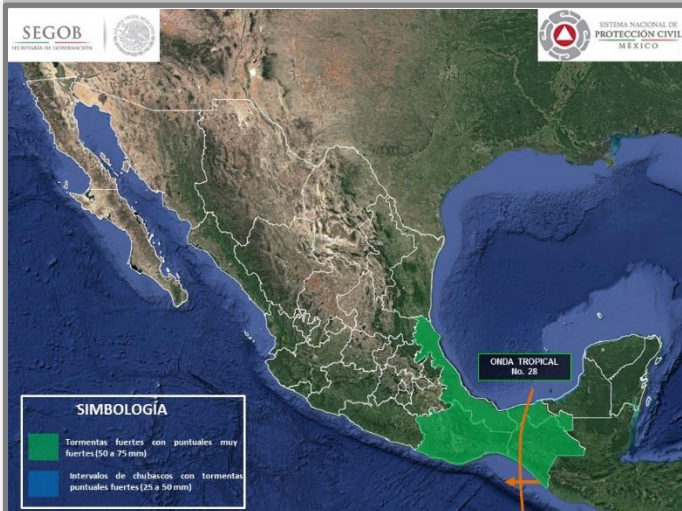 SEGOB
SECRETARÍA DE GOBERNACIÓN
SISTEMA NACIONAL DE
PROTECCIÓN CIVIL
MÉXICO
ONDA TROPICAL
No. 28
SIMBOLOGÍA
Tormentas fuertes con puntuales muy
fuertes (50 a 75 mm)
Intervalos de chubascos con tormentas
puntuales fuertes (25 a 50 mm)